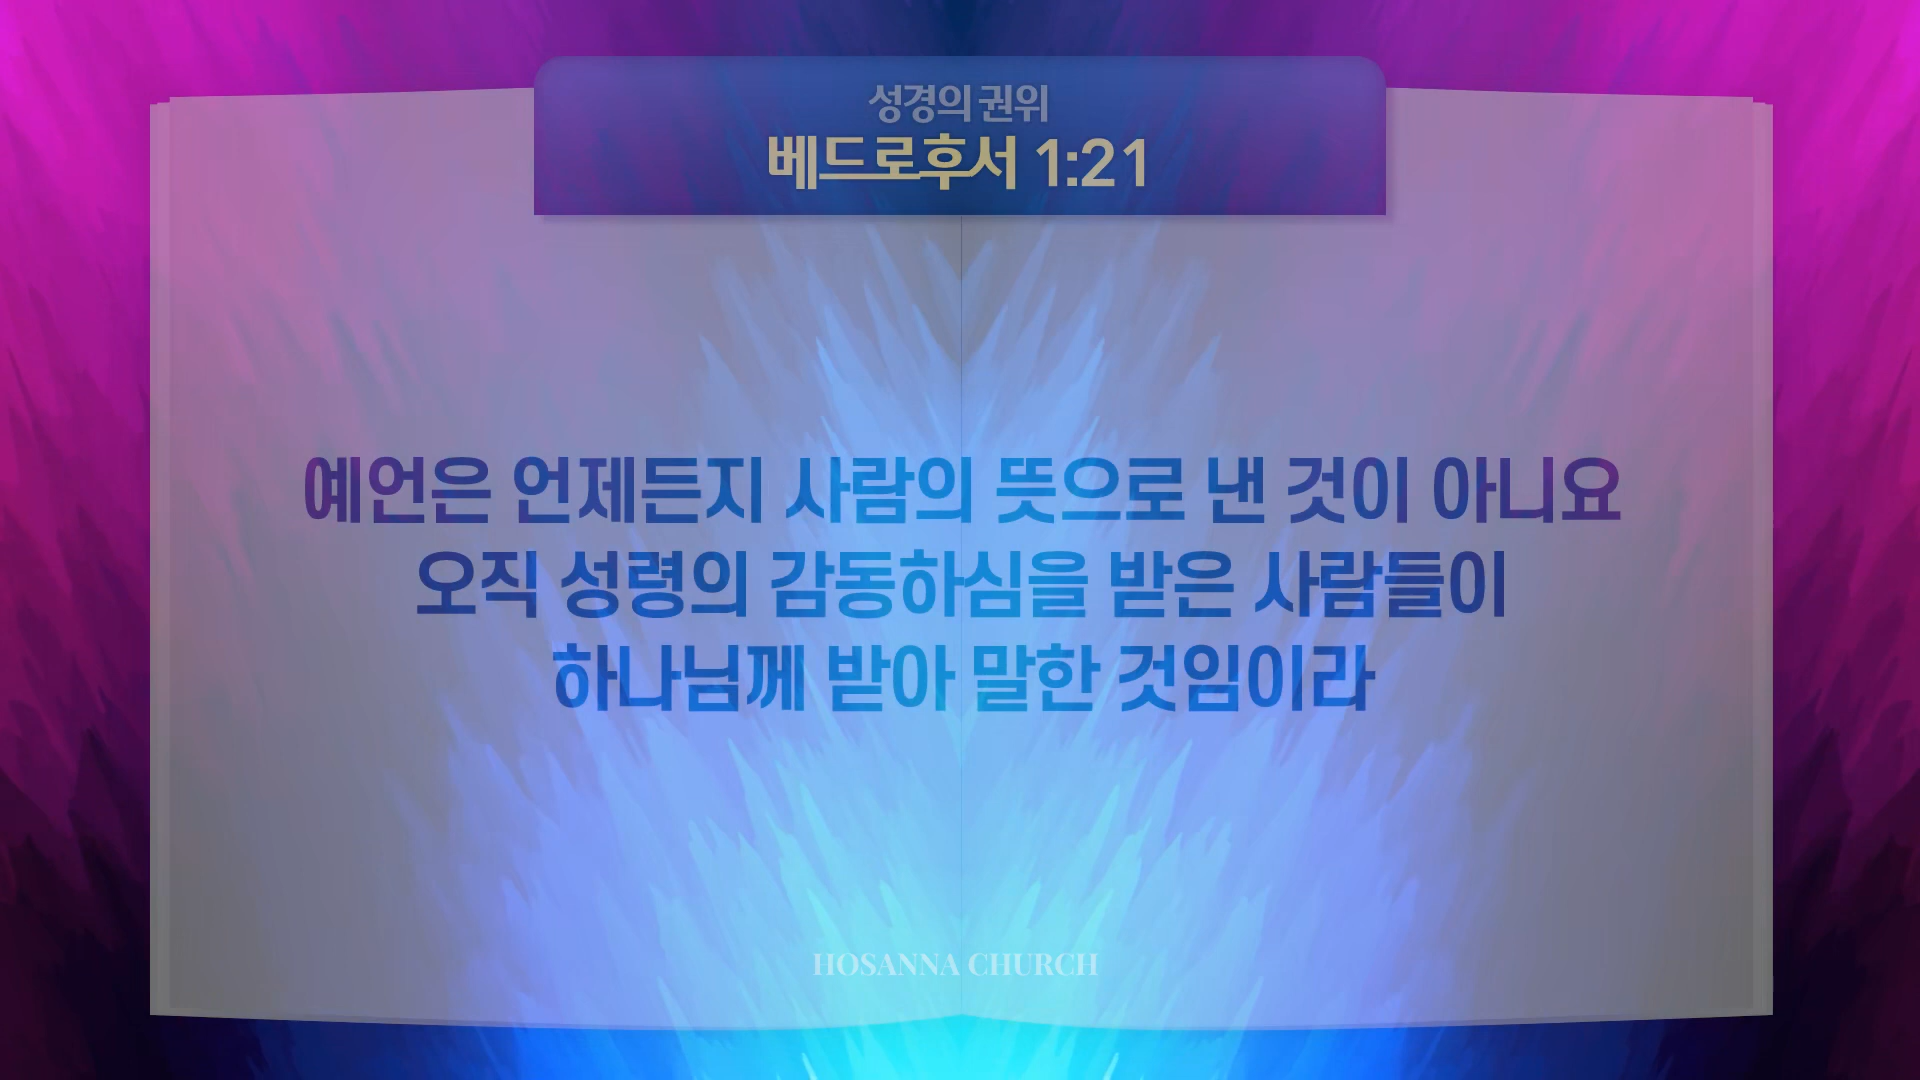 성경의 권위
베드로후서 1:21
예언은 언제든지 사람의 뜻으로 낸 것이 아니요
오직 성령의 감동하심을 받은 사람들이
하나님께 받아 말한 것임이라
HOSANNA CHURCH